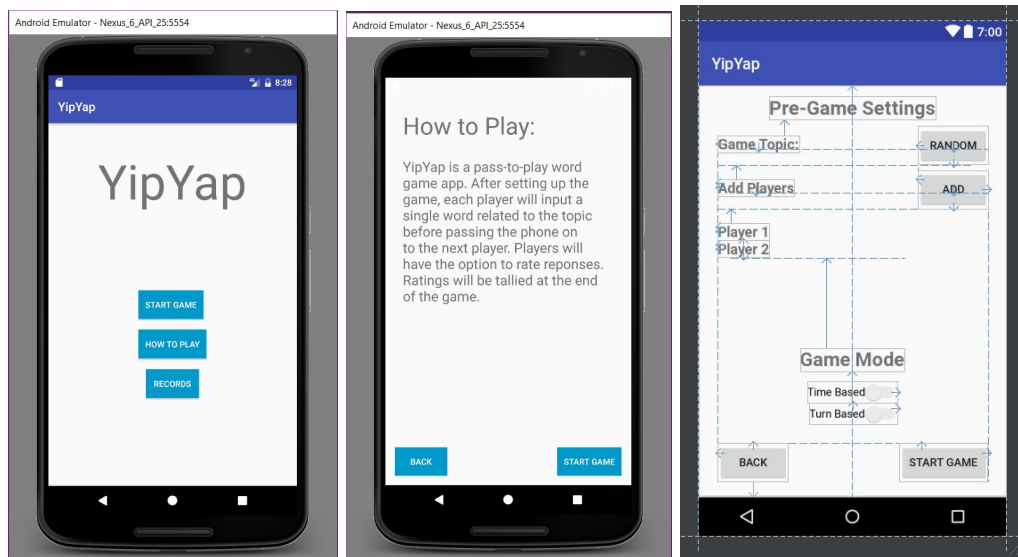 Android Emulator - Nexus_6_API_25:5554
8:28
YipYap
YipYap
START GAME
HOW TO PLAY
RECORDS
Android Emulator - Nexus_6_API_25:5554
How to Play:
YipYap is a pass-to-play word
game app. After setting up the
game, each player will input a
single word related to the topic
before passing the phone on
to the next player. Players will
have the option to rate reponses.
Ratings will be tallied at the end
of the game.
BACK
START GAME
7:00
YipYap
Pre-Game Settings
Game Topic:
RANDOM
Add Players
ADD
Player 1
Player 2
Game Mode
Time Based
Turn Based
BACK
START GAME